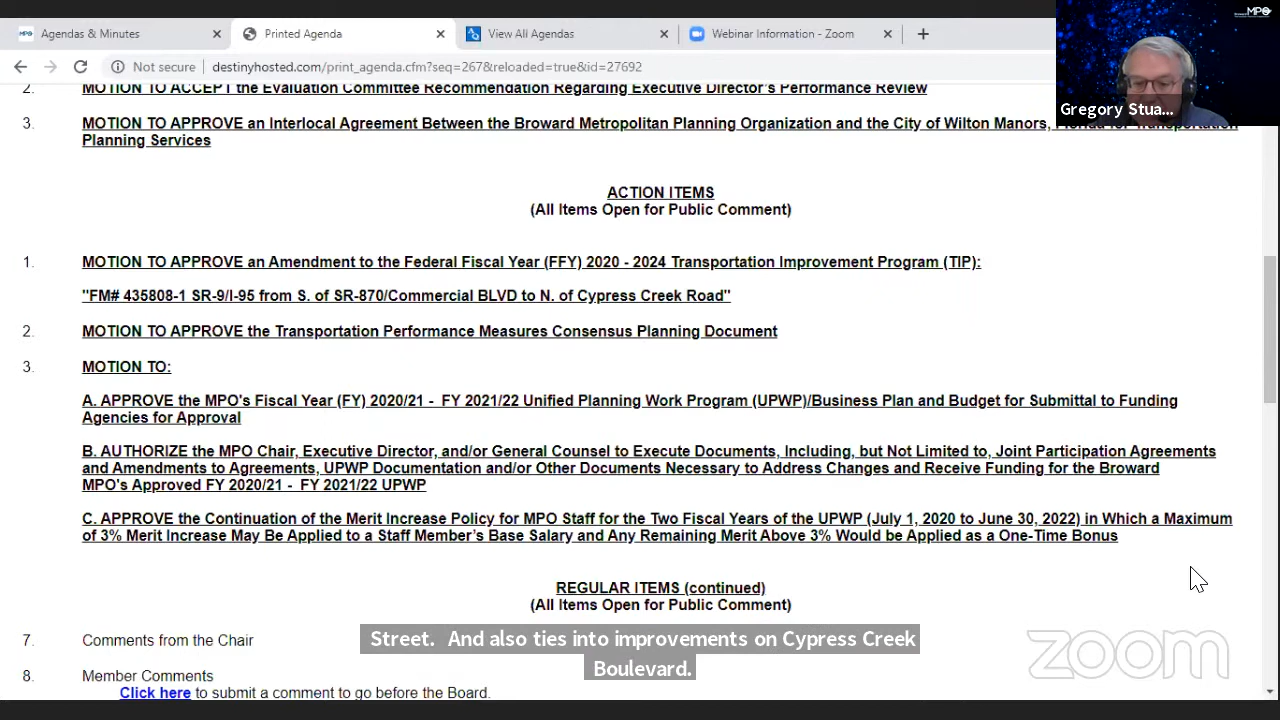 Agendas & Minutes
Printed Agenda
View All Agendas
Webinar Information - Zoom
Not secure
destinyhosted.com/print_agenda.cfm?seq=267&reloaded=true&id=27692
MPO
Gregory Stua...
2. MOTION TO ACCEPT the Evaluation Committee Recommendation Regarding Executive Director's Performance Review
3. MOTION TO APPROVE an Interlocal Agreement Between the Broward Metropolitan Planning Organization and the City of Wilton Manors, Florida for Transportation
Planning Services
ACTION ITEMS
(All Items Open for Public Comment)
1. MOTION TO APPROVE an Amendment to the Federal Fiscal Year (FFY) 2020 - 2024 Transportation Improvement Program (TIP):
"FM# 435808-1 SR-9/I-95 from S. of SR-870/Commercial BLVD to N. of Cypress Creek Road"
2. MOTION TO APPROVE the Transportation Performance Measures Consensus Planning Document
3. MOTION TO:
A. APPROVE the MPO's Fiscal Year (FY) 2020/21 - FY 2021/22 Unified Planning Work Program (UPWP)/Business Plan and Budget for Submittal to Funding
Agencies for Approval
B. AUTHORIZE the MPO Chair, Executive Director, and/or General Counsel to Execute Documents, Including, but Not Limited to, Joint Participation Agreements
and Amendments to Agreements, UPWP Documentation and/or Other Documents Necessary to Address Changes and Receive Funding for the Broward
MPO's Approved FY 2020/21 - FY 2021/22 UPWP
C. APPROVE the Continuation of the Merit Increase Policy for MPO Staff for the Two Fiscal Years of the UPWP (July 1, 2020 to June 30, 2022) in Which a Maximum
of 3% Merit Increase May Be Applied to a Staff Member's Base Salary and Any Remaining Merit Above 3% Would be Applied as a One-Time Bonus
REGULAR ITEMS (continued)
(All Items Open for Public Comment)
7. Comments from the Chair
8. Member Comments
Click here to submit a comment to go before the Board.
Street. And also ties into improvements on Cypress Creek
Boulevard.
zoom